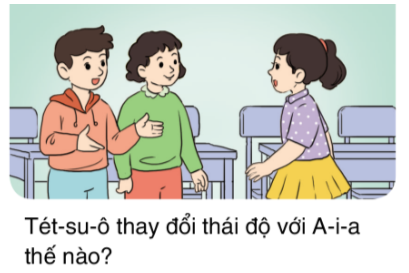 Tét-su-ô thay đổi thái độ với A-i-a
thế nào?